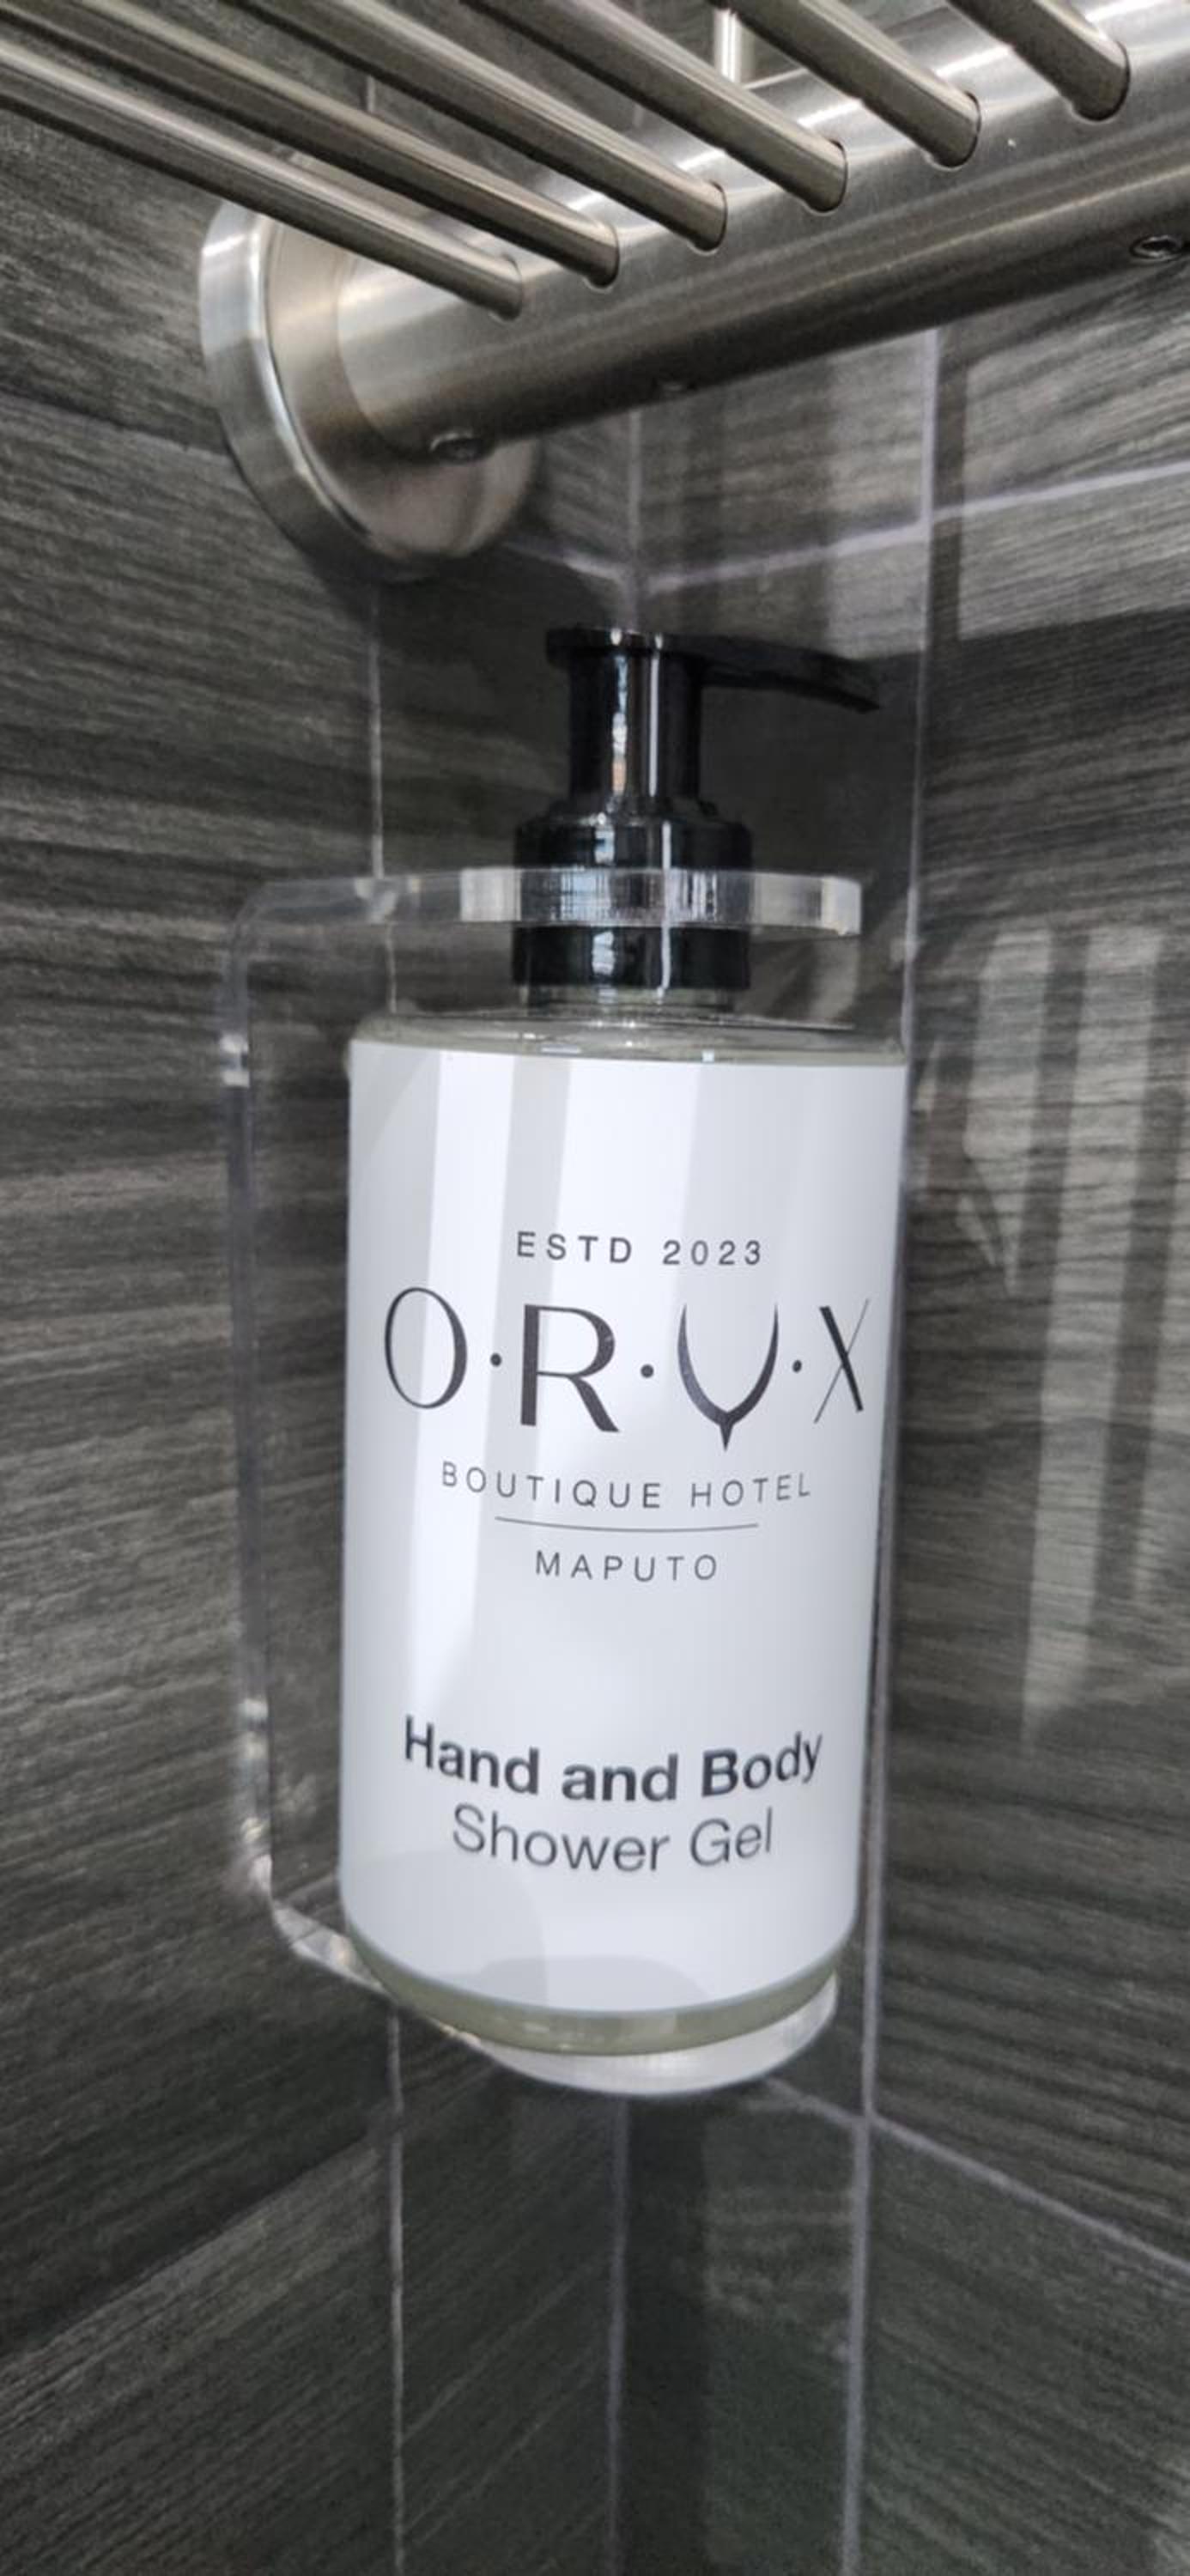 ESTD 2023
O·R·Y·X
BOUTIQUE HOTEL
MAPUTO
Hand and Body
Shower Gel